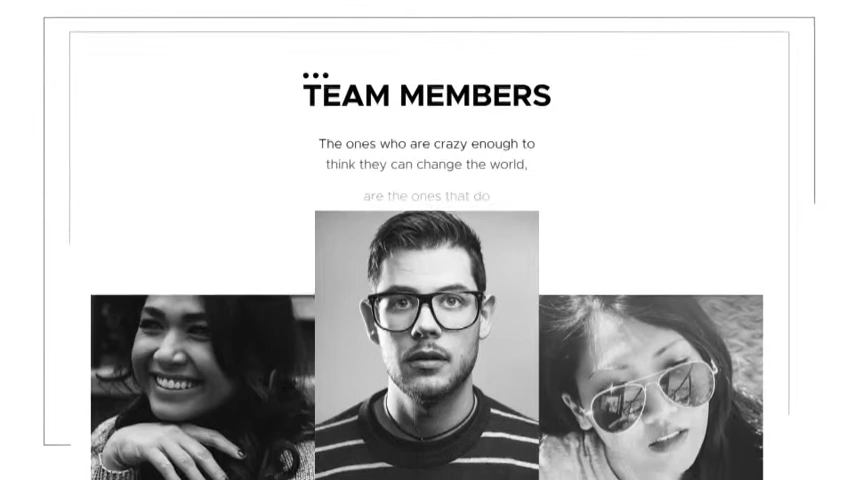 TEAM MEMBERS
The ones who are crazy enough to
think they can change the world,
are the ones that do